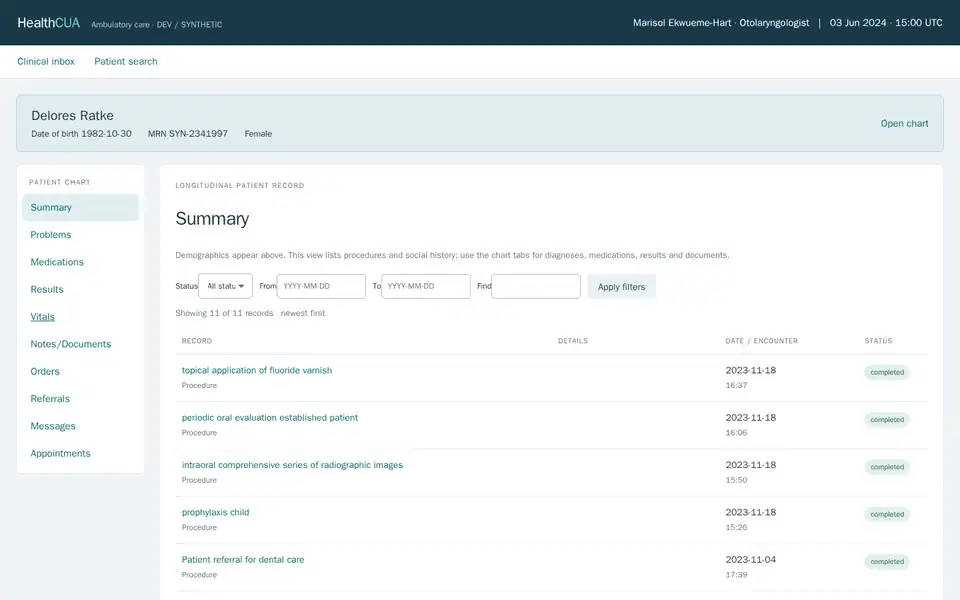 HealthCUA Ambulatory care · DEV / SYNTHETIC Marisol Ekwueme-Hart · Otolaryngologist | 03 Jun 2024 · 15:00 UTC
Clinical inbox Patient search
Delores Ratke
Date of birth 1982-10-30 MRN SYN-2341997 Female
Open chart
PATIENT CHART
Summary
Problems
Medications
Results
Vitals
Notes/Documents
Orders
Referrals
Messages
Appointments
LONGITUDINAL PATIENT RECORD
Summary
Demographics appear above. This view lists procedures and social history; use the chart tabs for diagnoses, medications, results and documents.
Status All statu From YYYY-MM-DD To YYYY-MM-DD Find Apply filters
Showing 11 of 11 records newest first
RECORD DETAILS DATE / ENCOUNTER STATUS
topical application of fluoride varnish 2023-11-18 completed
Procedure 16:37
periodic oral evaluation established patient 2023-11-18 completed
Procedure 16:06
intraoral comprehensive series of radiographic images 2023-11-18 completed
Procedure 15:50
prophylaxis child 2023-11-18 completed
Procedure 15:26
Patient referral for dental care 2023-11-04 completed
Procedure 17:39